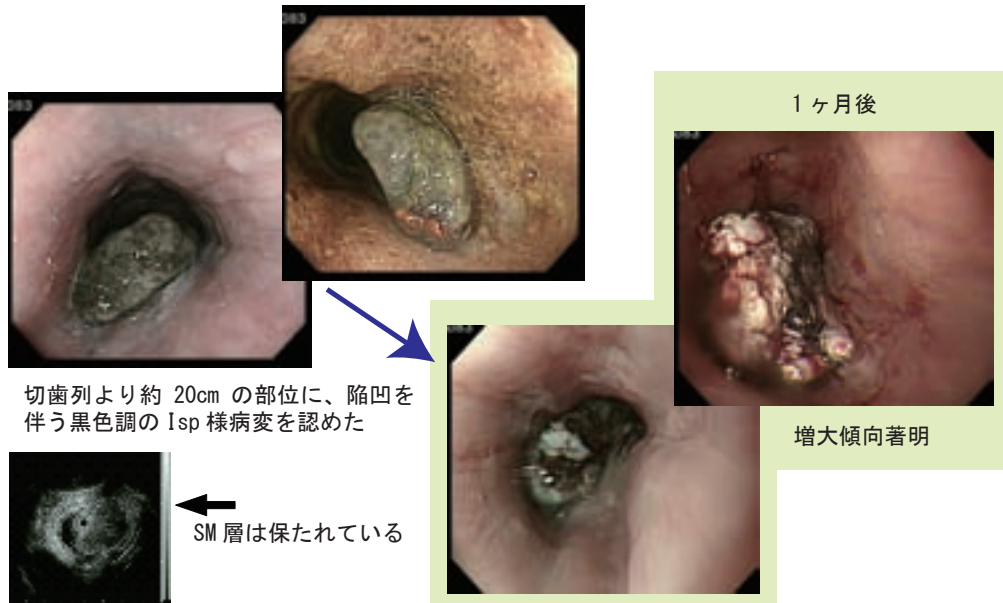 切歯列より約 20cm の部位に、陥凹を
伴う黒色調の Isp 様病変を認めた
SM 層は保たれている
1 ヶ月後
増大傾向著明